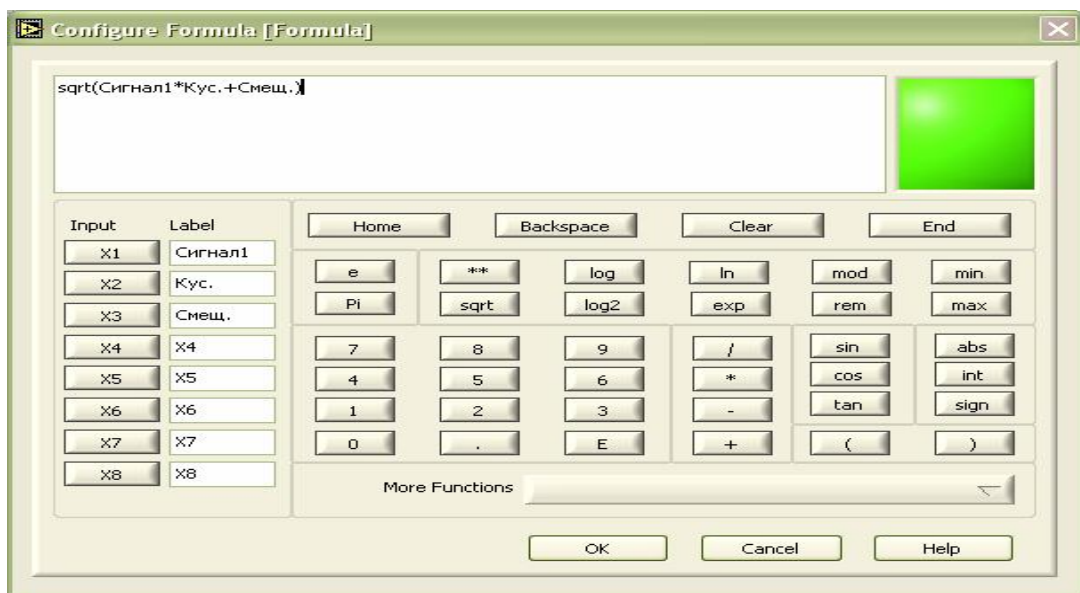 Configure Formula [Formula]
sqrt(Сигнал1*Кус.+Смещ.)
Input Label
Home Backspace Clear End
X1 Сигнал1
X2 Кус.
X3 Смещ.
X4 X4
X5 X5
X6 X6
X7 X7
X8 X8
e ** log ln mod min
Pi sqrt log2 exp rem max
7 8 9 / sin abs
4 5 6 * cos int
1 2 3 - tan sign
0 . E + ( )
More Functions
OK Cancel Help